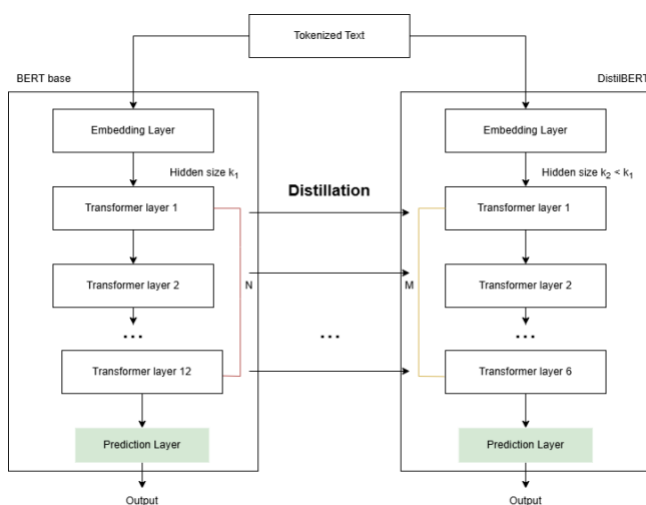 Tokenized Text
BERT base
DistilBERT
Embedding Layer
Embedding Layer
Hidden size k₁
Hidden size k₂ < k₁
Distillation
Transformer layer 1
Transformer layer 1
N
M
Transformer layer 2
Transformer layer 2
...
...
...
Transformer layer 12
Transformer layer 6
Prediction Layer
Prediction Layer
Output
Output